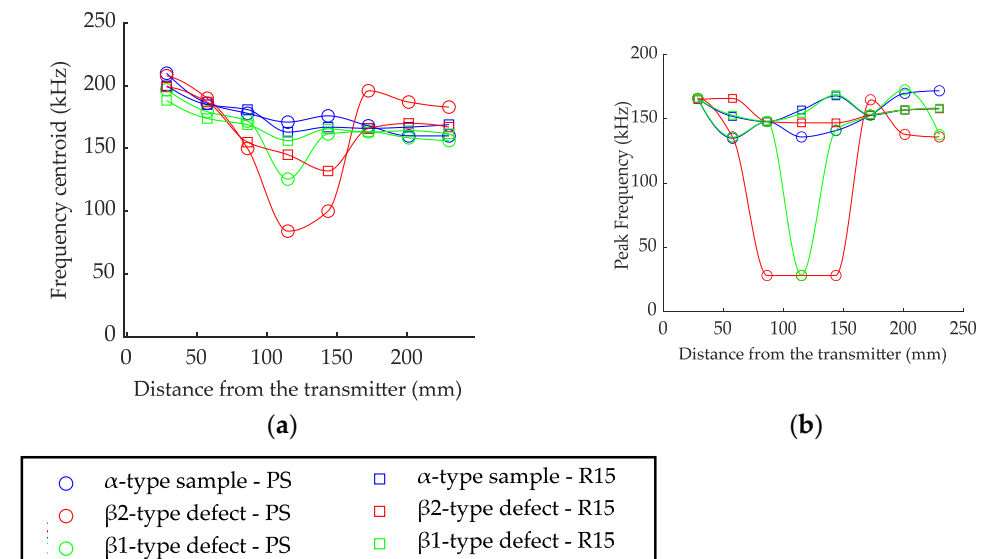 250
200
150
100
50
0
0 50 100 150 200
Frequency centroid (kHz)
Distance from the transmitter (mm)
(a)
200
150
100
50
0
0 50 100 150 200 250
Peak Frequency (kHz)
Distance from the transmitter (mm)
(b)
α-type sample - PS
α-type sample - R15
β2-type defect - PS
β2-type defect - R15
β1-type defect - PS
β1-type defect - R15